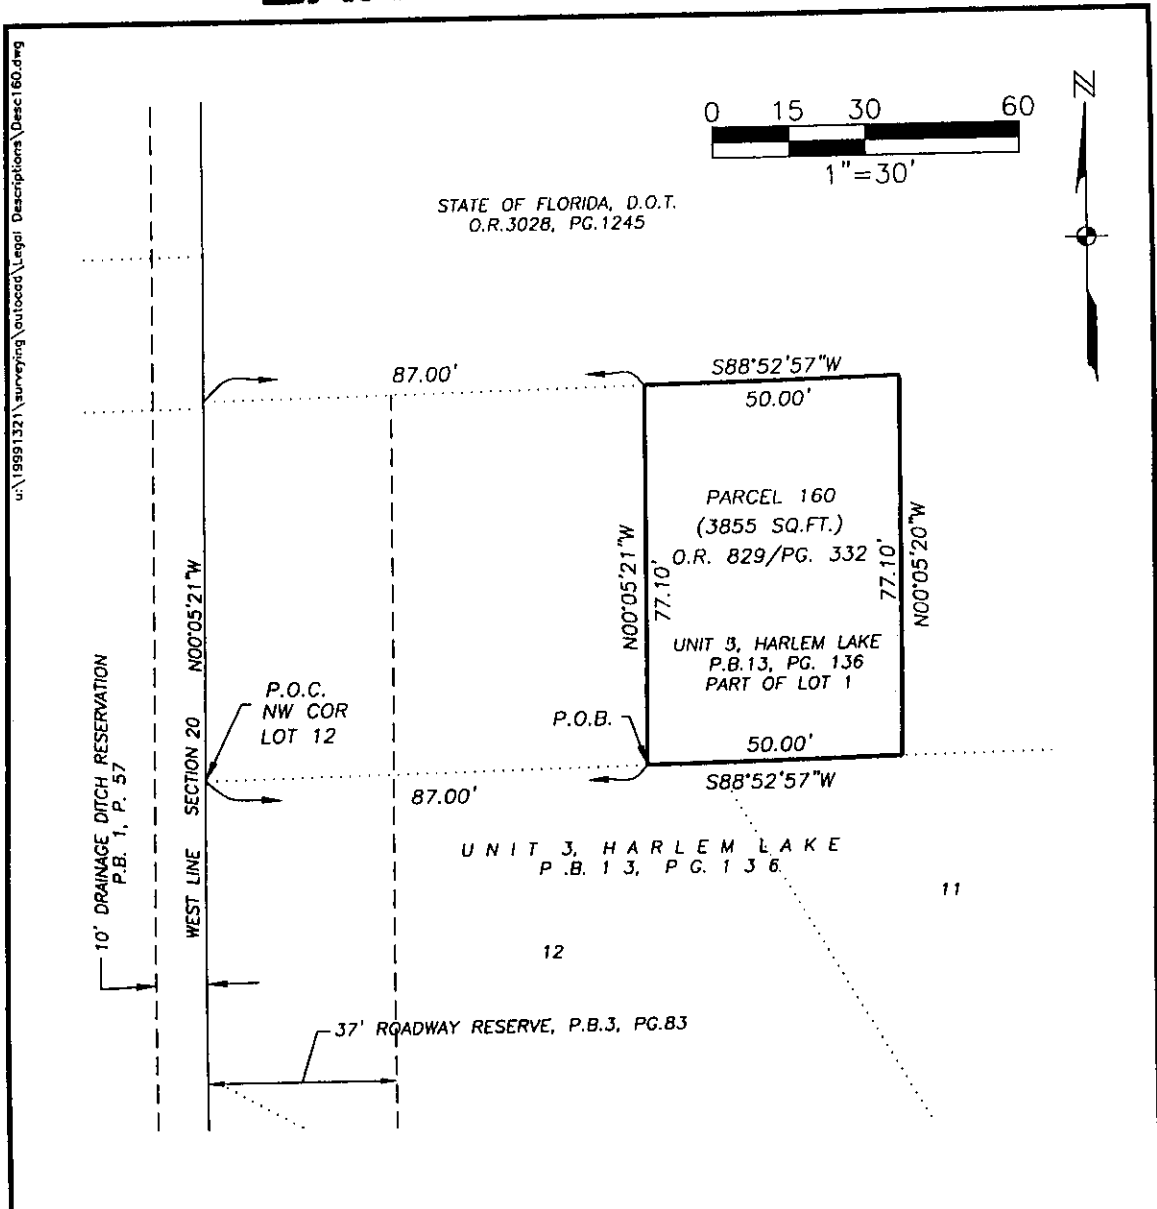 u:\19991321\surveying\autocad\Legal Descriptions\Desc160.dwg
0 15 30 60
1"=30'
N
STATE OF FLORIDA, D.O.T.
O.R.3028, PG.1245
87.00'
S88°52'57"W
50.00'
PARCEL 160
(3855 SQ.FT.)
O.R. 829/PG. 332
N00°05'21"W
77.10'
77.10'
N00°05'20"W
UNIT 3, HARLEM LAKE
P.B.13, PG. 136
PART OF LOT 1
WEST LINE SECTION 20 N00°05'21"W
10' DRAINAGE DITCH RESERVATION
P.B. 1, P. 57
P.O.C.
NW COR
LOT 12
P.O.B.
50.00'
S88°52'57"W
87.00'
UNIT 3, HARLEM LAKE
P.B. 13, PG. 136
11
12
37' ROADWAY RESERVE, P.B.3, PG.83